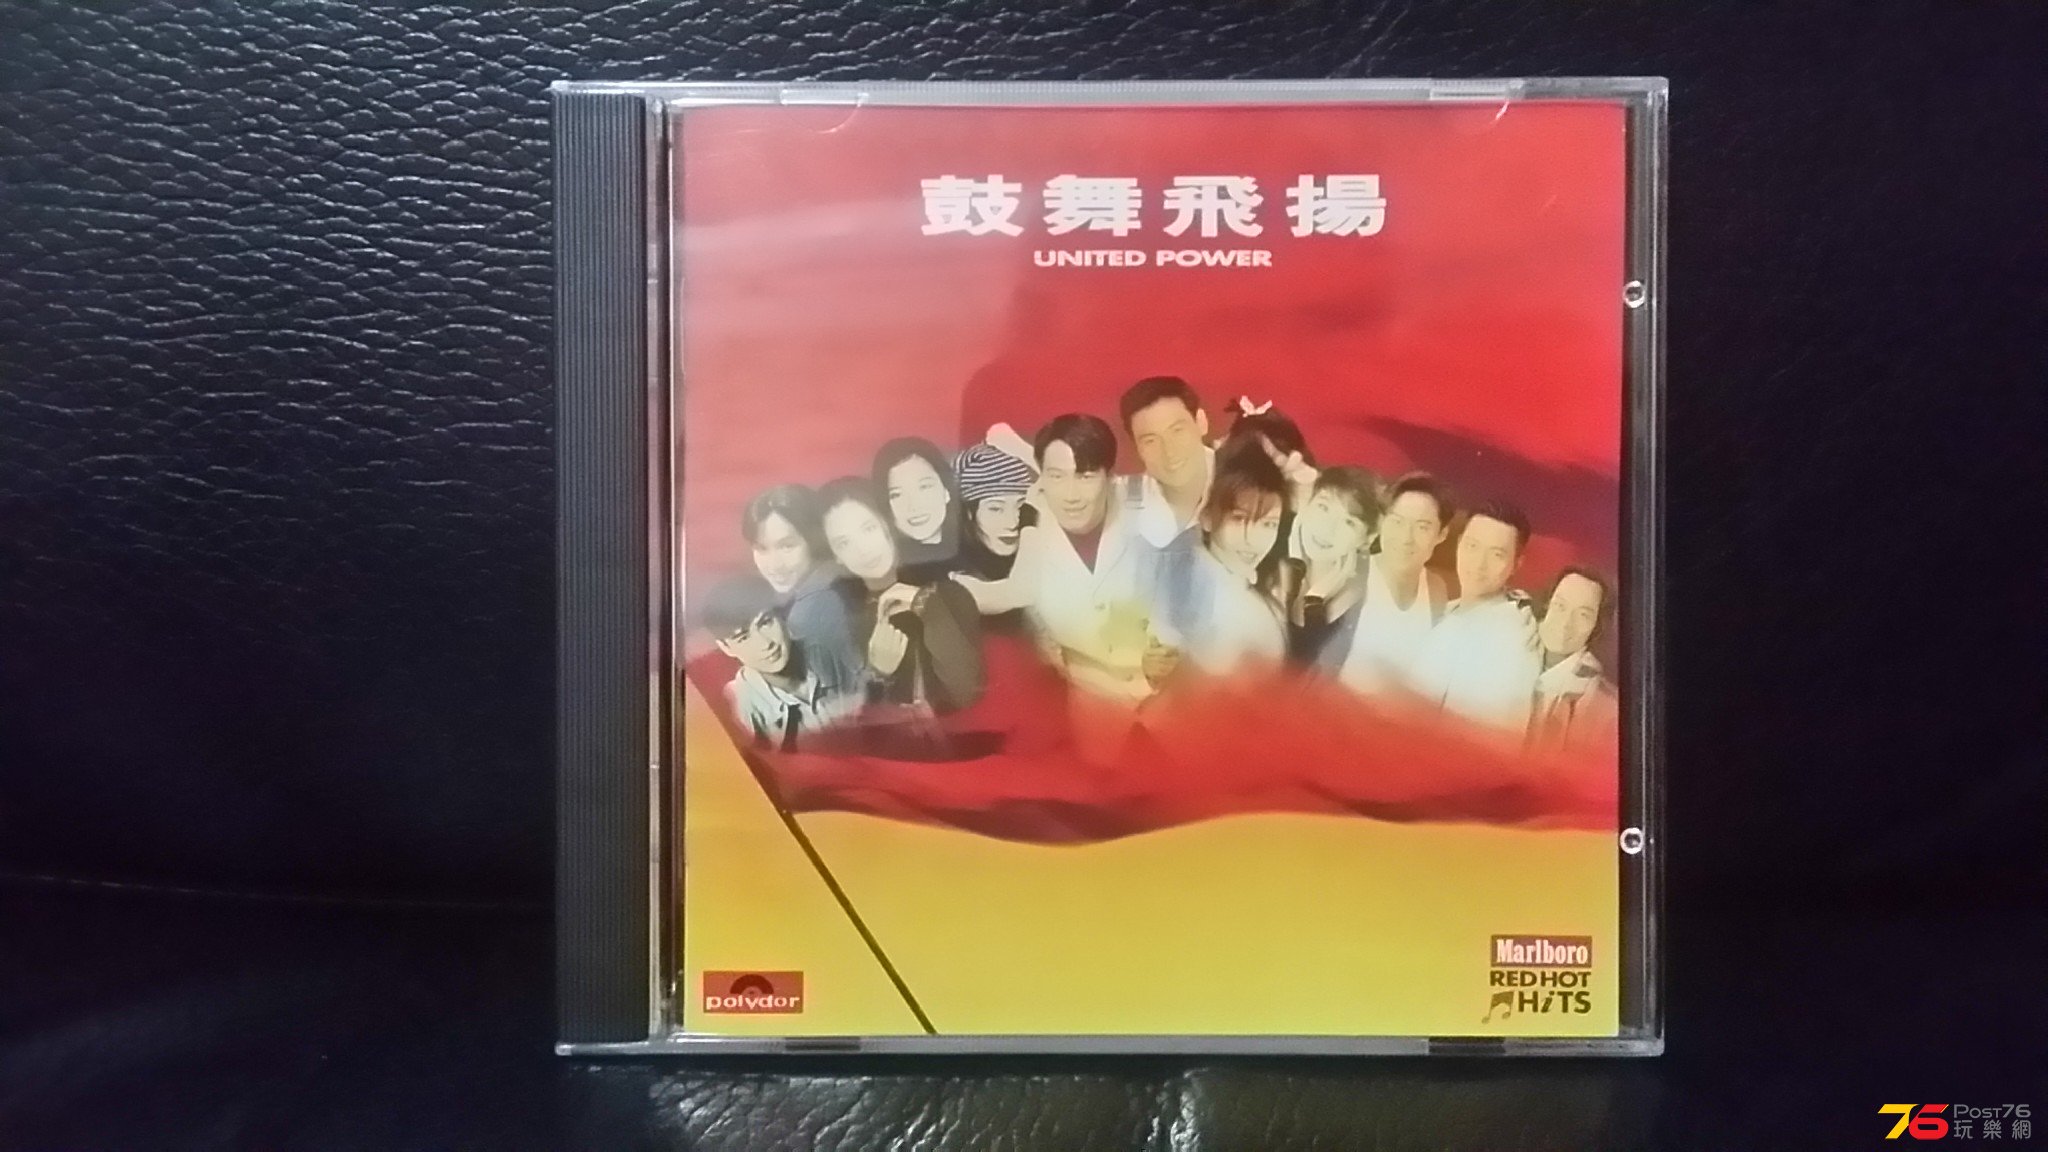 鼓舞飛揚
UNITED POWER
Marlboro
RED HOT
HiTS
polydor
76 Post76
玩樂網